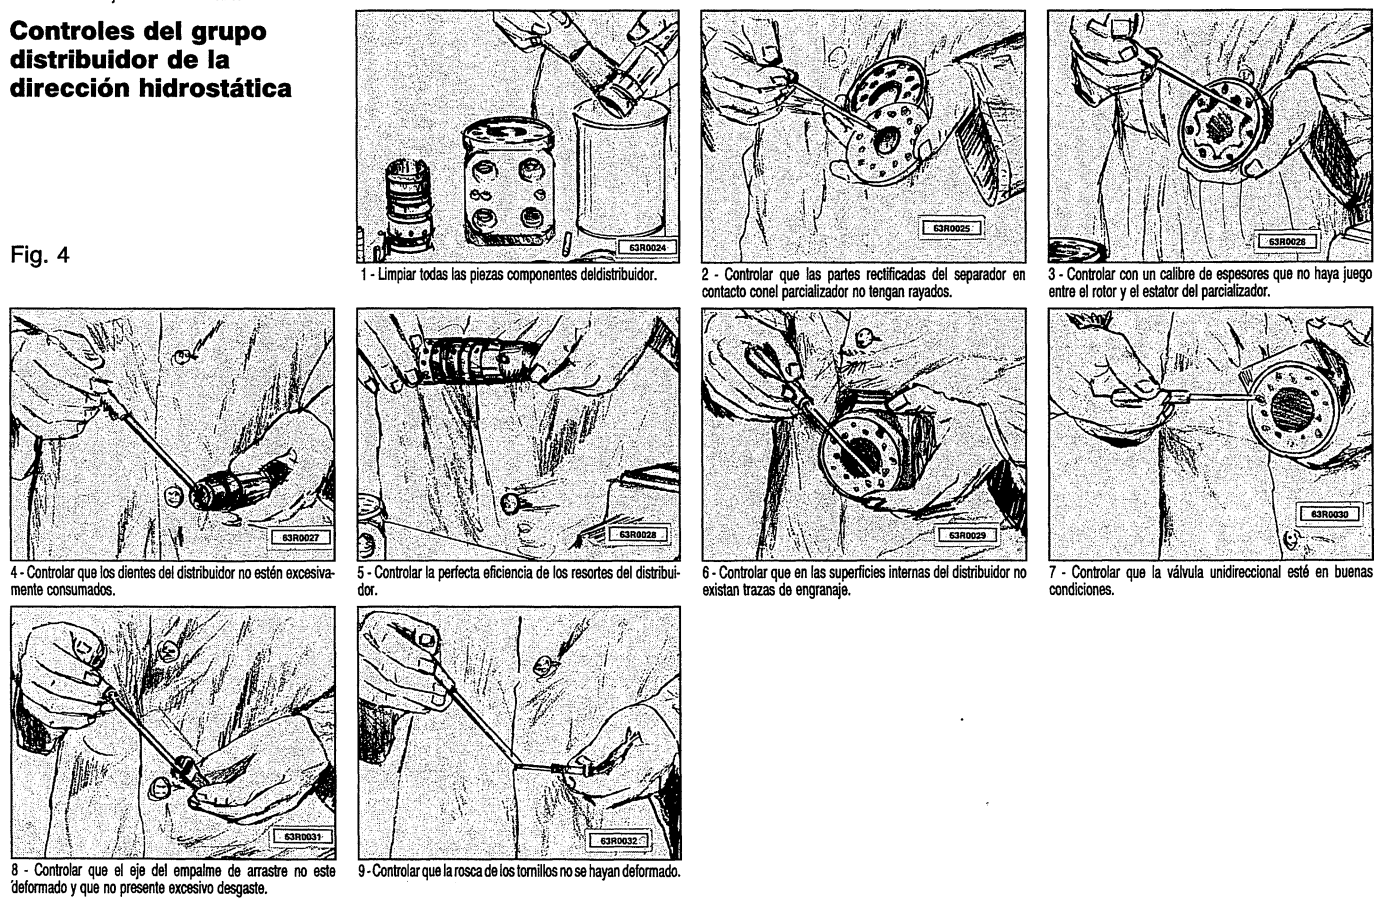 Controles del grupo
distribuidor de la
dirección hidrostática
Fig. 4
63R0024
1 - Limpiar todas las piezas componentes deldistribuidor.
63R0025
2 - Controlar que las partes rectificadas del separador en
contacto conel parcializador no tengan rayados.
63R0026
3 - Controlar con un calibre de espesores que no haya juego
entre el rotor y el estator del parcializador.
63R0027
4 - Controlar que los dientes del distribuidor no estén excesiva-
mente consumados.
63R0028
5 - Controlar la perfecta eficiencia de los resortes del distribui-
dor.
63R0029
6 - Controlar que en las superficies internas del distribuidor no
existan trazas de engranaje.
63R0030
7 - Controlar que la válvula unidireccional esté en buenas
condiciones.
63R0031
8 - Controlar que el eje del empalme de arrastre no este
deformado y que no presente excesivo desgaste.
63R0032
9 - Controlar que la rosca de los tornillos no se hayan deformado.